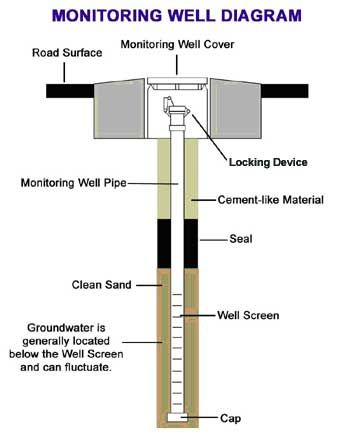 MONITORING WELL DIAGRAM
Monitoring Well Cover
Road Surface
Locking Device
Monitoring Well Pipe
Cement-like Material
Seal
Clean Sand
Well Screen
Groundwater is
generally located
below the Well Screen
and can fluctuate.
Cap